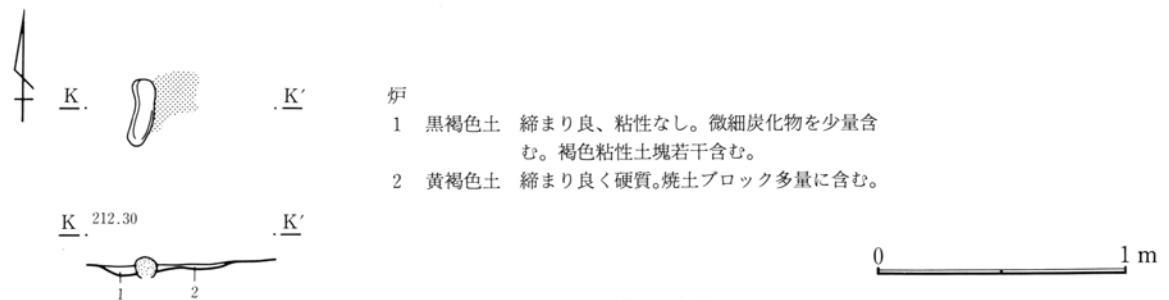 K . . K′
炉
1 黒褐色土 締まり良、粘性なし。微細炭化物を少量含
む。褐色粘性土塊若干含む。
2 黄褐色土 締まり良く硬質。焼土ブロック多量に含む。
K . 212.30 . K′
1 2
0 1 m